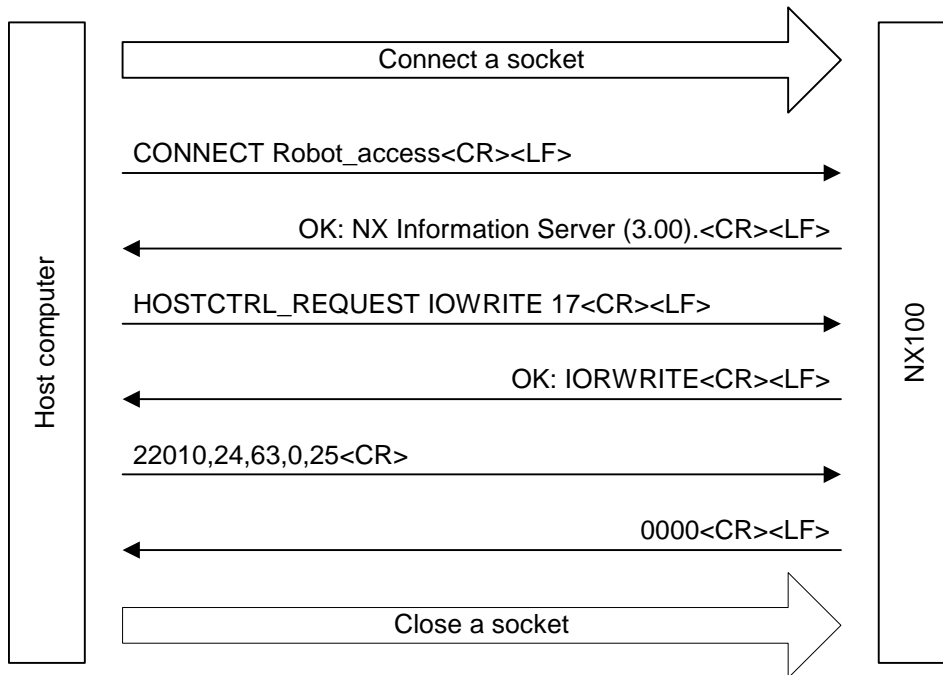 Connect a socket
CONNECT Robot_access<CR><LF>
OK: NX Information Server (3.00).<CR><LF>
HOSTCTRL_REQUEST IOWRITE 17<CR><LF>
OK: IORWRITE<CR><LF>
22010,24,63,0,25<CR>
0000<CR><LF>
Close a socket
Host computer
NX100